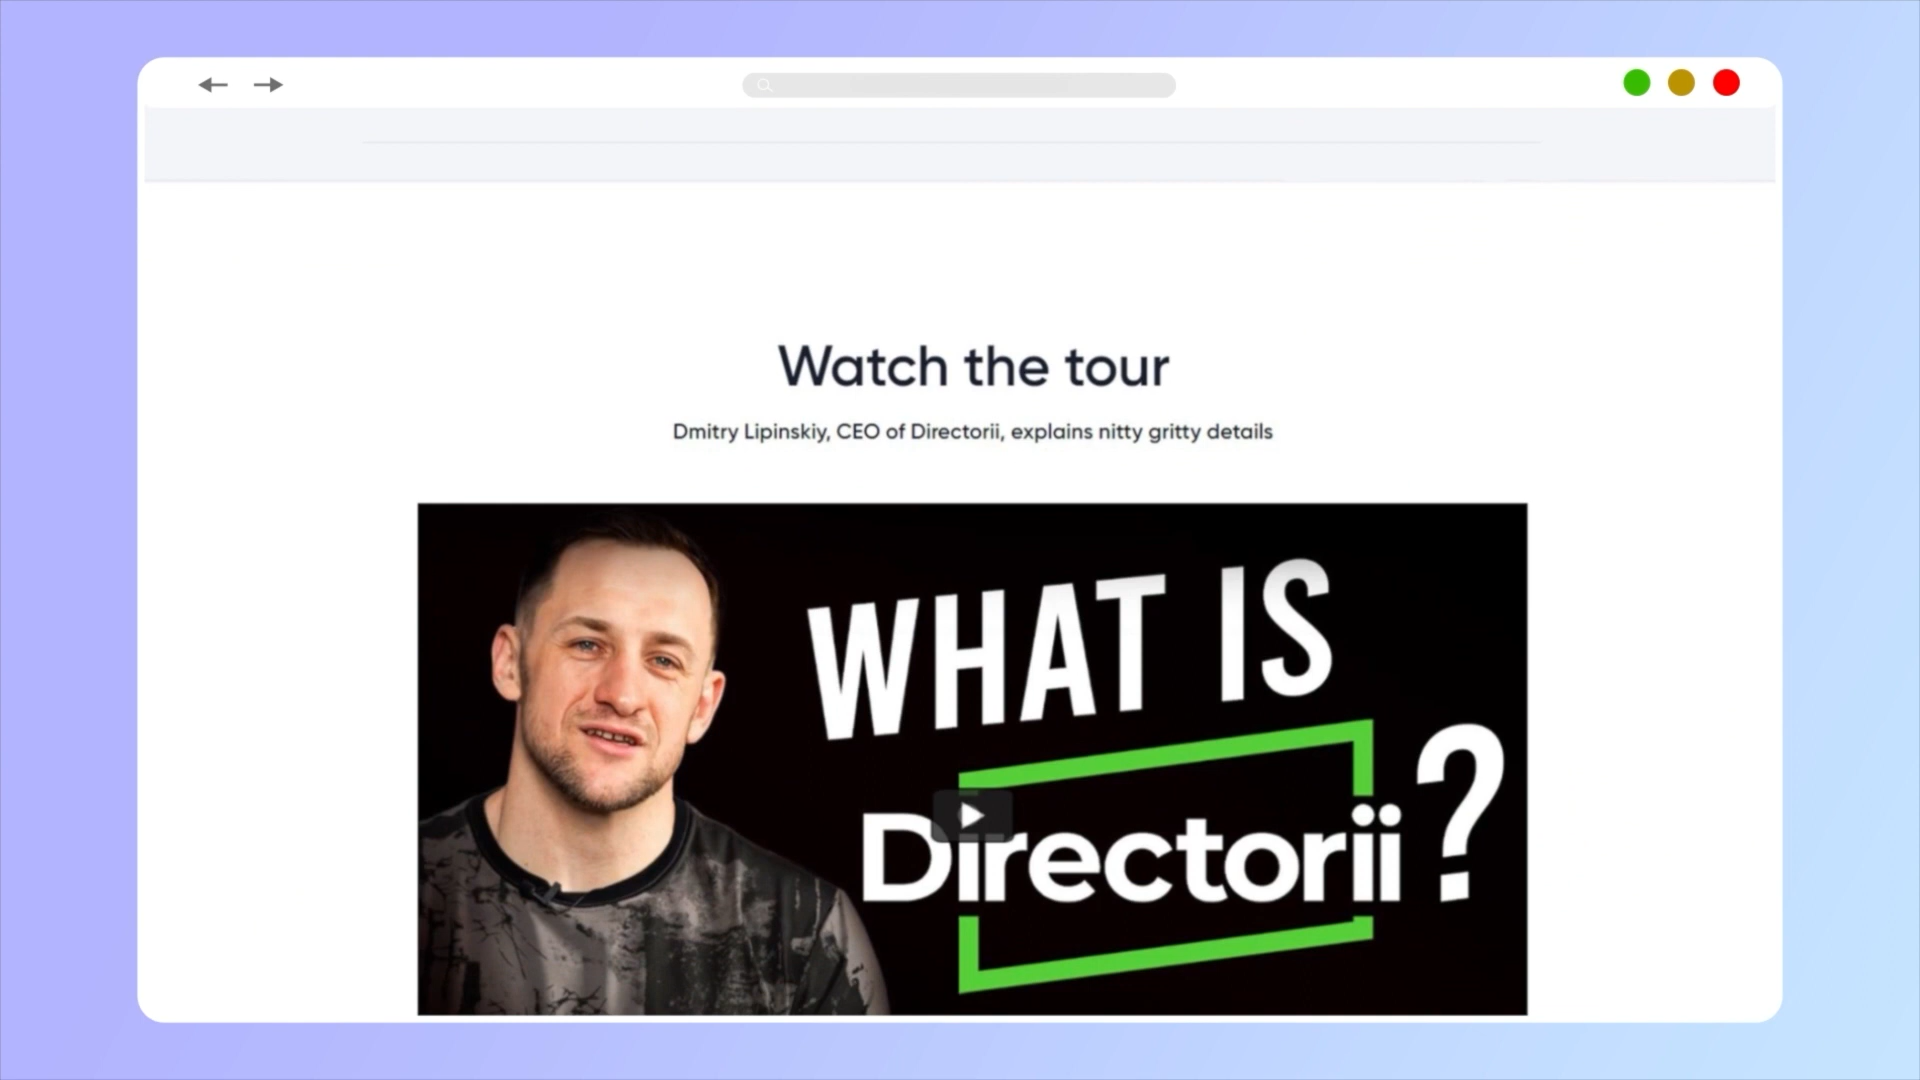 Watch the tour
Dmitry Lipinskiy, CEO of Directorii, explains nitty gritty details
WHAT IS
Directorii?